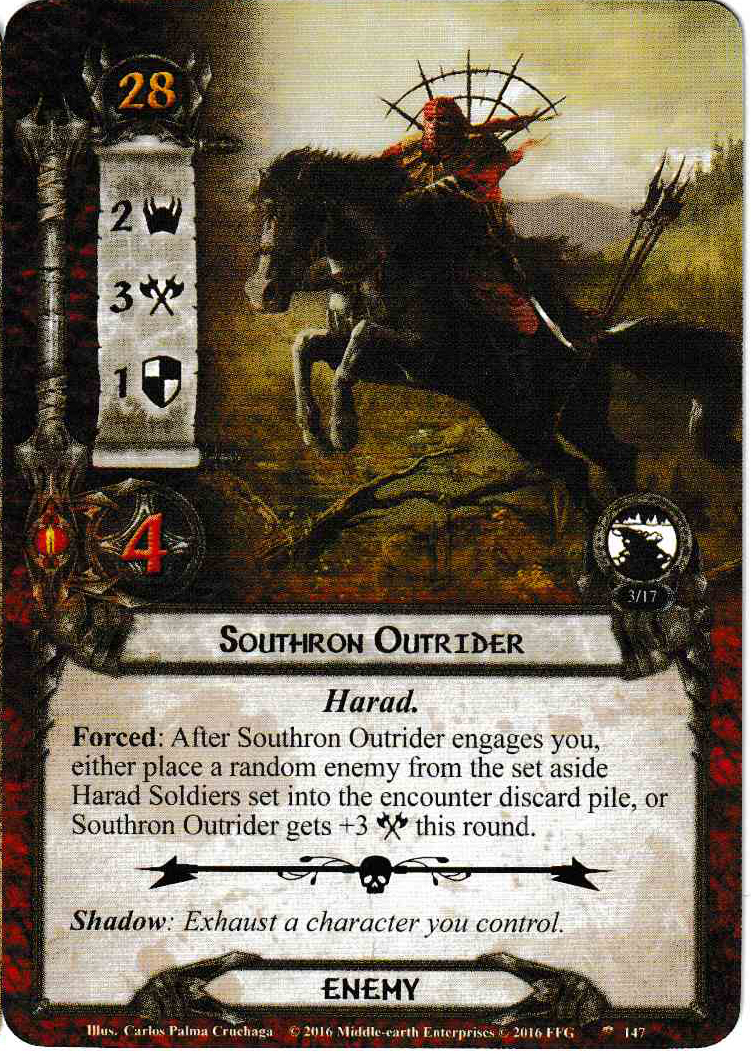 28
2
3
1
4
3/17
Southron Outrider
Harad.
Forced: After Southron Outrider engages you,
either place a random enemy from the set aside
Harad Soldiers set into the encounter discard pile, or
Southron Outrider gets +3 this round.
Shadow: Exhaust a character you control.
ENEMY
Illus. Carlos Palma Cruchaga © 2016 Middle-earth Enterprises © 2016 FFG 147